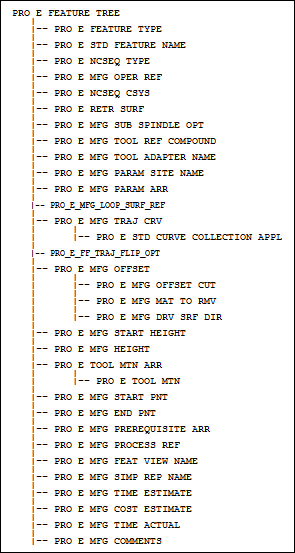 PRO E FEATURE TREE
|-- PRO E FEATURE TYPE
|-- PRO E STD FEATURE NAME
|-- PRO E NCSEQ TYPE
|-- PRO E MFG OPER REF
|-- PRO E NCSEQ CSYS
|-- PRO E RETR SURF
|-- PRO E MFG SUB SPINDLE OPT
|-- PRO E MFG TOOL REF COMPOUND
|-- PRO E MFG TOOL ADAPTER NAME
|-- PRO E MFG PARAM SITE NAME
|-- PRO E MFG PARAM ARR
|-- PRO_E_MFG_LOOP_SURF_REF
|-- PRO E MFG TRAJ CRV
|-- PRO E STD CURVE COLLECTION APPL
|-- PRO_E_FF_TRAJ_FLIP_OPT
|-- PRO E MFG OFFSET
|-- PRO E MFG OFFSET CUT
|-- PRO E MFG MAT TO RMV
|-- PRO E MFG DRV SRF DIR
|-- PRO E MFG START HEIGHT
|-- PRO E MFG HEIGHT
|-- PRO E TOOL MTN ARR
|-- PRO E TOOL MTN
|-- PRO E MFG START PNT
|-- PRO E MFG END PNT
|-- PRO E MFG PREREQUISITE ARR
|-- PRO E MFG PROCESS REF
|-- PRO E MFG FEAT VIEW NAME
|-- PRO E MFG SIMP REP NAME
|-- PRO E MFG TIME ESTIMATE
|-- PRO E MFG COST ESTIMATE
|-- PRO E MFG TIME ACTUAL
|-- PRO E MFG COMMENTS